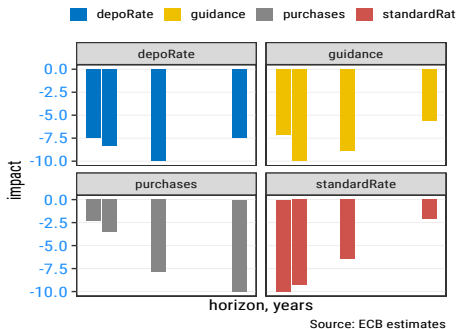 depoRate guidance purchases standardRat
depoRate guidance
0.0
-2.5
-5.0
-7.5
-10.0
purchases standardRate
0.0
-2.5
-5.0
-7.5
-10.0
impact
horizon, years
Source: ECB estimates